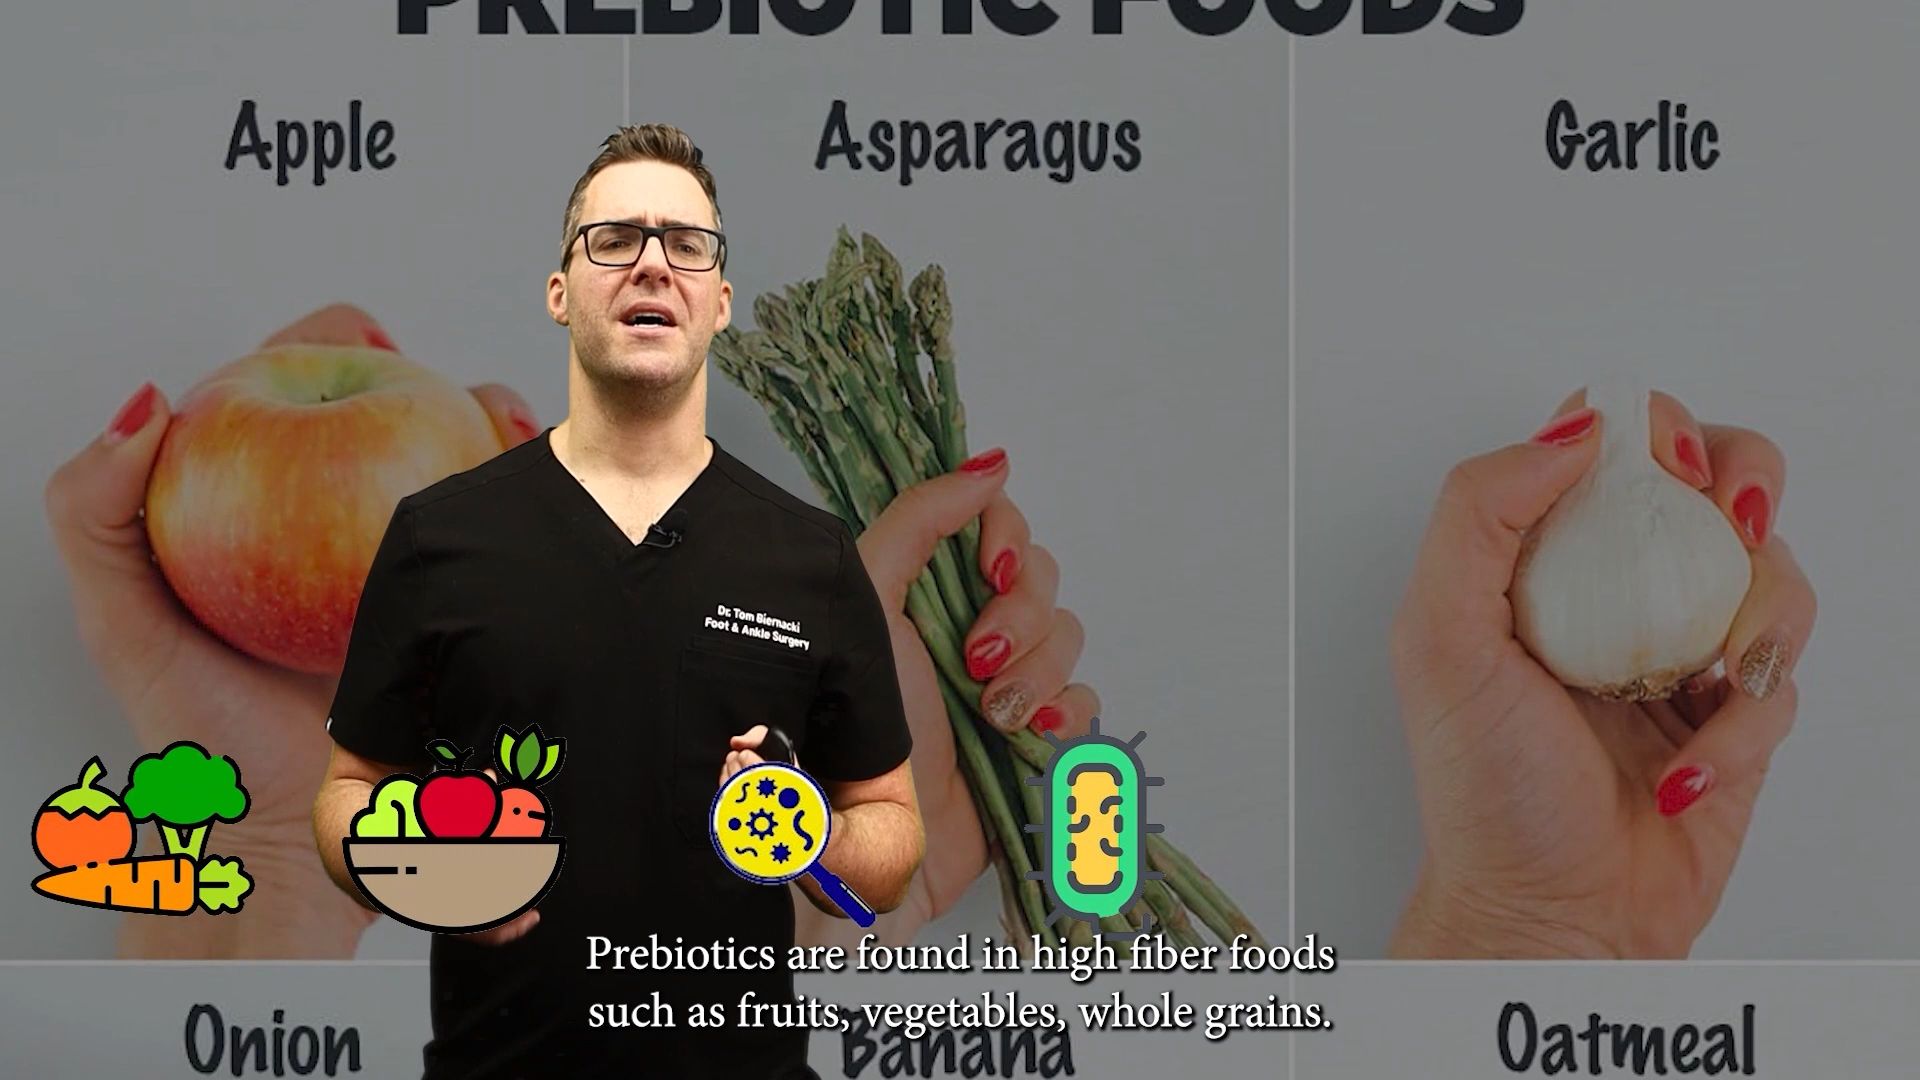 PREBIOTIC FOODS
Apple
Asparagus
Garlic
Dr. Tom Biernacki
Foot & Ankle Surgery
Prebiotics are found in high fiber foods
such as fruits, vegetables, whole grains.
Onion
Banana
Oatmeal